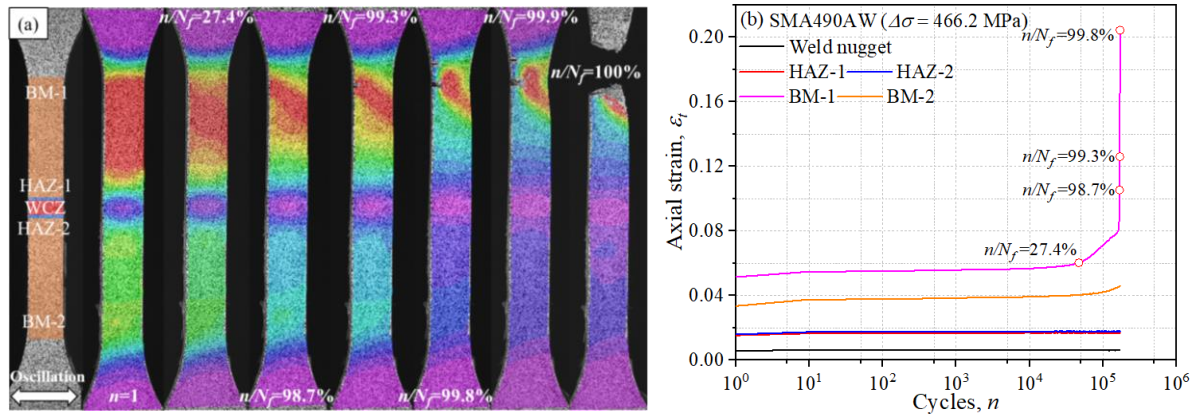 (a)
n/Nf=27.4%
n/Nf=99.3%
n/Nf=99.9%
n/Nf=100%
BM-1
HAZ-1
WCZ
HAZ-2
BM-2
Oscillation
n=1
n/Nf=98.7%
n/Nf=99.8%
(b) SMA490AW (Δσ = 466.2 MPa)
Weld nugget
HAZ-1 HAZ-2
BM-1 BM-2
n/Nf=99.8%
n/Nf=99.3%
n/Nf=98.7%
n/Nf=27.4%
Axial strain, εt
0.20
0.16
0.12
0.08
0.04
0.00
10⁰ 10¹ 10² 10³ 10⁴ 10⁵ 10⁶
Cycles, n